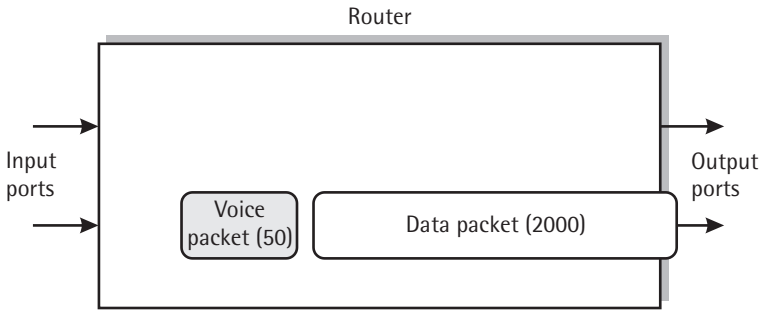 Router
Input
ports
Voice
packet (50)
Data packet (2000)
Output
ports